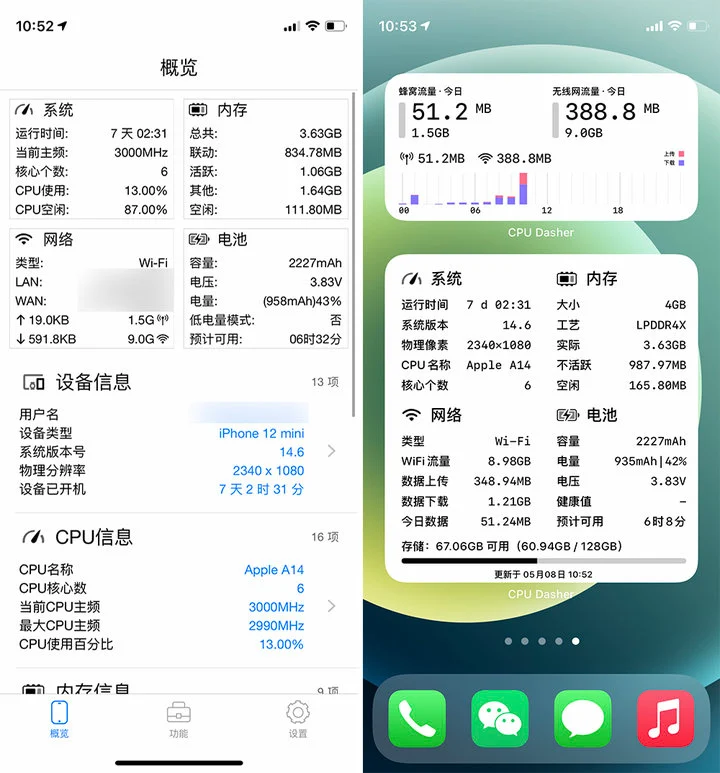 10:52
概览
系统
运行时间: 7 天 02:31
当前主频: 3000MHz
核心个数: 6
CPU使用: 13.00%
CPU空闲: 87.00%
内存
总共: 3.63GB
联动: 834.78MB
活跃: 1.06GB
其他: 1.64GB
空闲: 111.80MB
网络
类型: Wi-Fi
LAN:
WAN:
↑ 19.0KB 1.5G
↓ 591.8KB 9.0G
电池
容量: 2227mAh
电压: 3.83V
电量: (958mAh)43%
低电量模式: 否
预计可用: 06时32分
设备信息 13 项
用户名
设备类型 iPhone 12 mini
系统版本号 14.6
物理分辨率 2340 x 1080
设备已开机 7 天 2 时 31 分
CPU信息 16 项
CPU名称 Apple A14
CPU核心数 6
当前CPU主频 3000MHz
最大CPU主频 2990MHz
CPU使用百分比 13.00%
内存信息 9 项
概览 功能 设置
10:53
蜂窝流量·今日
51.2 MB
1.5GB
无线网流量·今日
388.8 MB
9.0GB
51.2MB 388.8MB
上传
下载
00 06 12 18
CPU Dasher
系统
运行时间 7 d 02:31
系统版本 14.6
物理像素 2340×1080
CPU名称 Apple A14
核心个数 6
内存
大小 4GB
工艺 LPDDR4X
实际 3.63GB
不活跃 987.97MB
空闲 165.80MB
网络
类型 Wi-Fi
WiFi流量 8.98GB
数据上传 348.94MB
数据下载 1.21GB
今日数据 51.24MB
电池
容量 2227mAh
电量 935mAh|42%
电压 3.83V
健康值 –
预计可用 6时8分
存储: 67.06GB 可用（60.94GB / 128GB）
更新于 05月08日 10:52
CPU Dasher